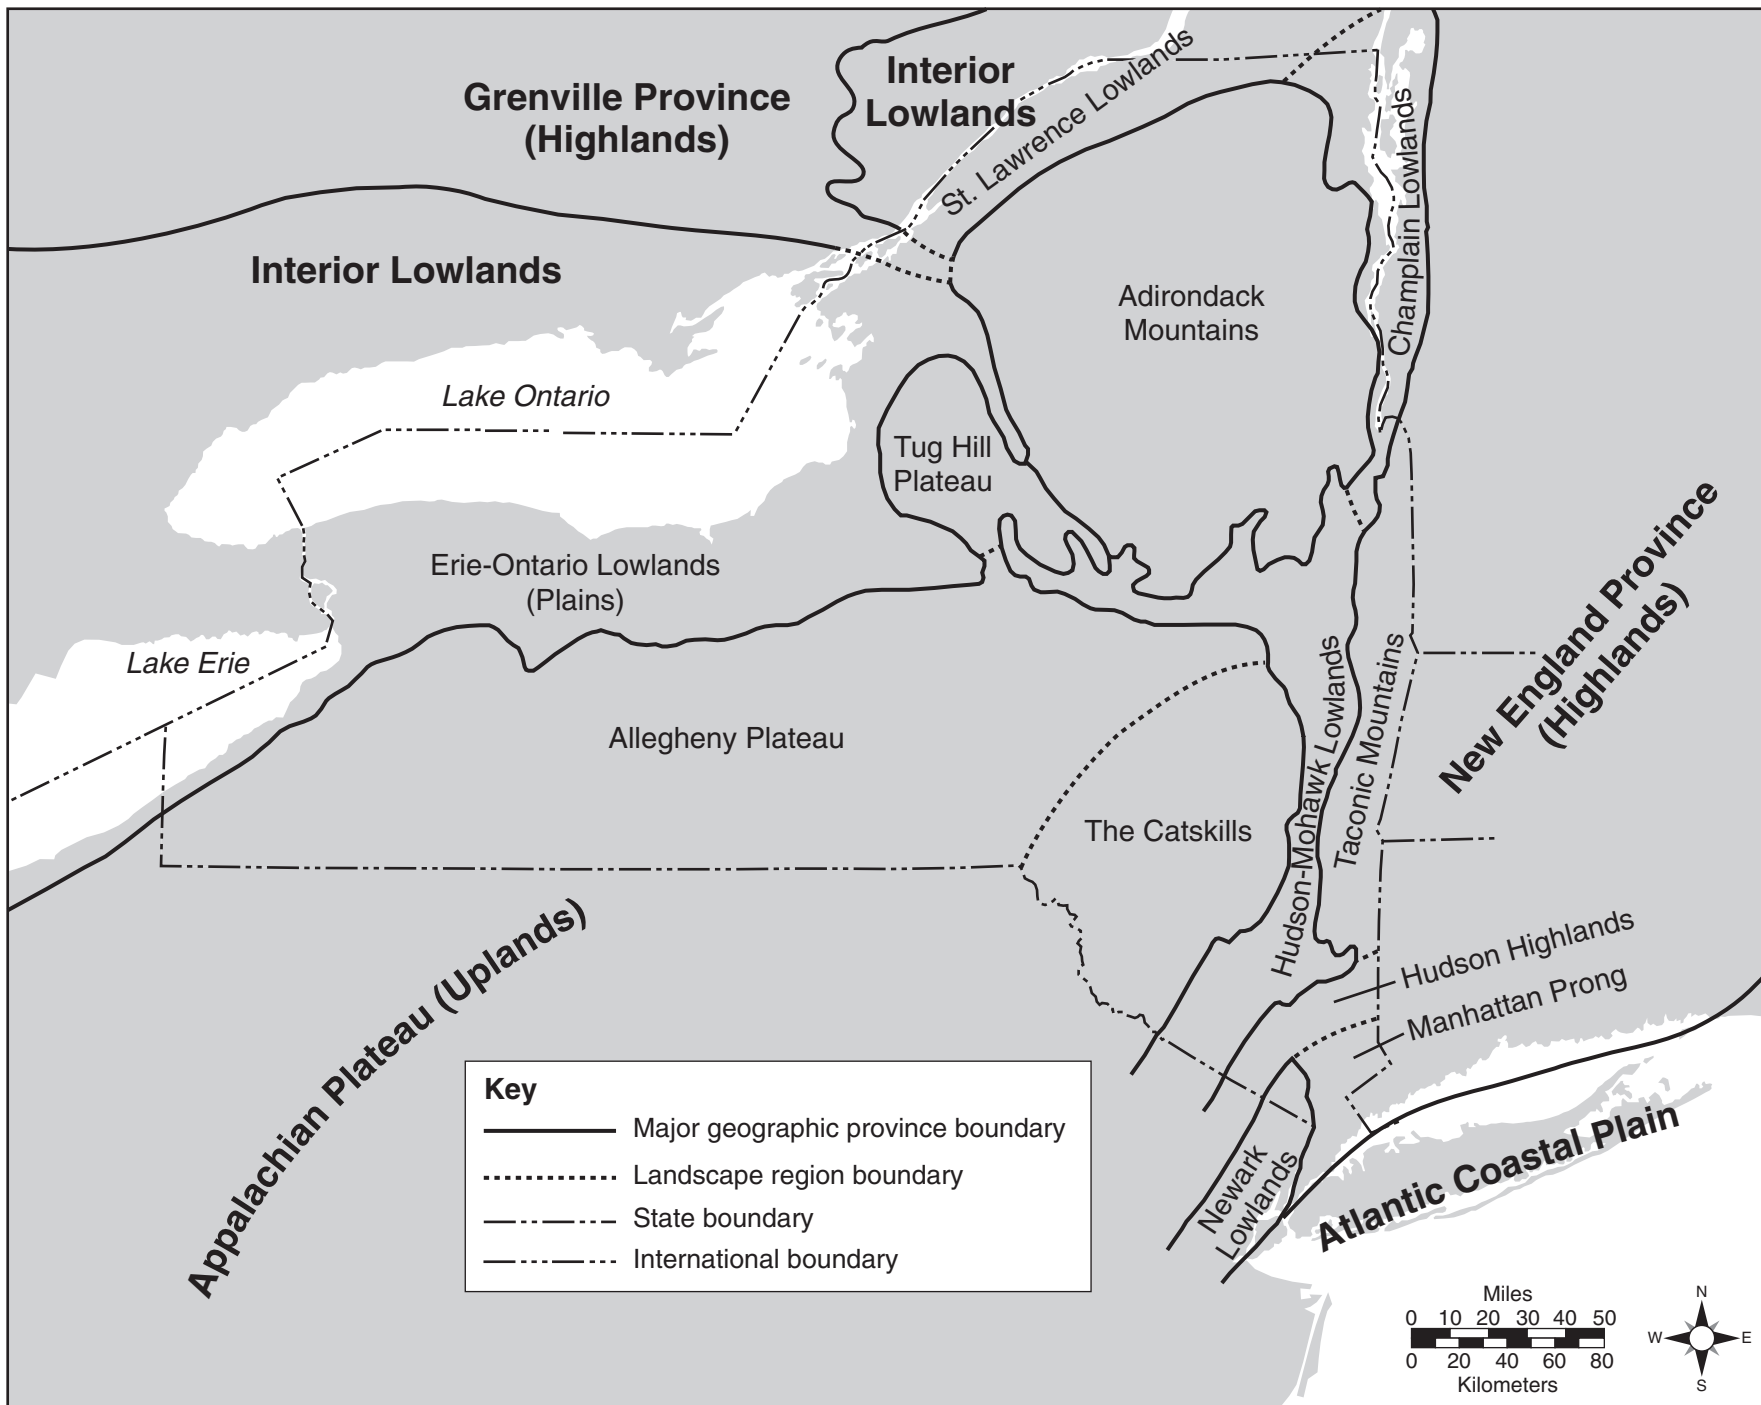 Grenville Province
(Highlands)
Interior
Lowlands
St. Lawrence Lowlands
Champlain Lowlands
Interior Lowlands
Adirondack
Mountains
Lake Ontario
Tug Hill
Plateau
Erie-Ontario Lowlands
(Plains)
New England Province
(Highlands)
Lake Erie
Allegheny Plateau
The Catskills
Hudson-Mohawk Lowlands
Taconic Mountains
Hudson Highlands
Manhattan Prong
Appalachian Plateau (Uplands)
Newark
Lowlands
Atlantic Coastal Plain
Key
Major geographic province boundary
Landscape region boundary
State boundary
International boundary
Miles
0 10 20 30 40 50
0 20 40 60 80
Kilometers
N
W E
S